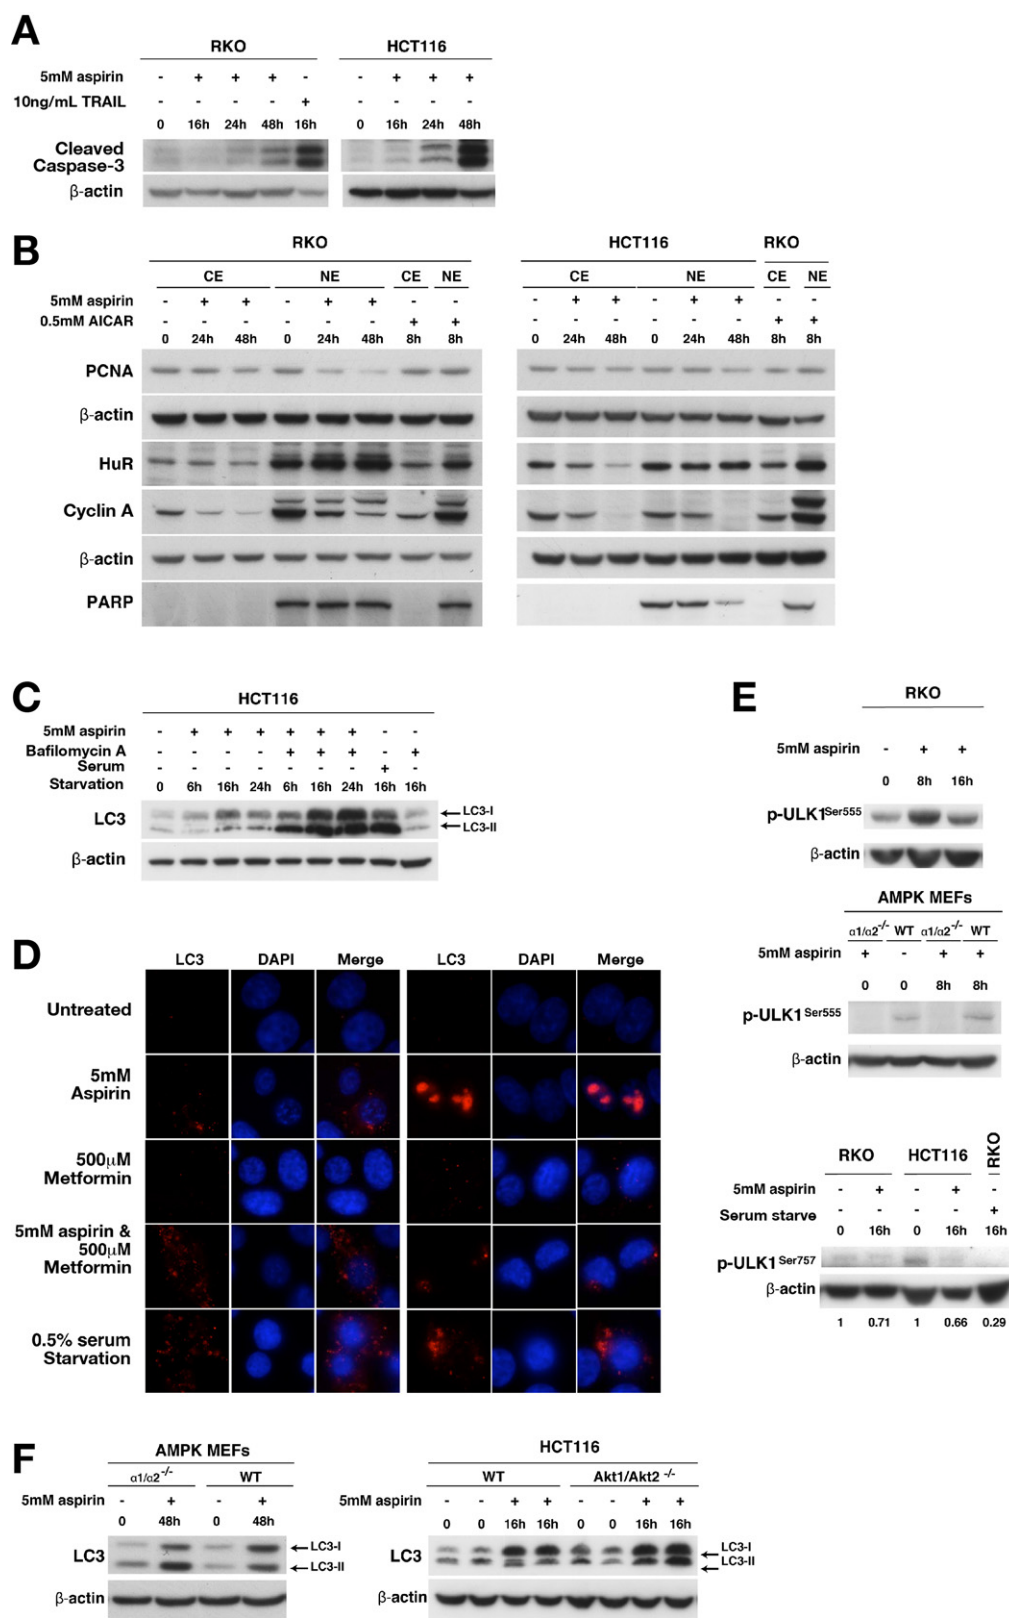 A
RKO HCT116
5mM aspirin - + + + - - + + +
10ng/mL TRAIL - - - - + - - - -
0 16h 24h 48h 16h 0 16h 24h 48h
Cleaved
Caspase-3
β-actin
B
RKO HCT116 RKO
CE NE CE NE CE NE CE NE
5mM aspirin - + + - + + - - - + + - + + - -
0.5mM AICAR - - - - - - + + - - - - - - + +
0 24h 48h 0 24h 48h 8h 8h 0 24h 48h 0 24h 48h 8h 8h
PCNA
β-actin
HuR
Cyclin A
β-actin
PARP
C
HCT116
5mM aspirin - + + + + + + - -
Bafilomycin A - - - - + + + - +
Serum
Starvation - - - - - - - + -
0 6h 16h 24h 6h 16h 24h 16h 16h
LC3
LC3-I
LC3-II
β-actin
D
LC3 DAPI Merge LC3 DAPI Merge
Untreated
5mM
Aspirin
500μM
Metformin
5mM aspirin &
500μM
Metformin
0.5% serum
Starvation
E
RKO
5mM aspirin - + +
0 8h 16h
p-ULK1Ser555
β-actin
AMPK MEFs
α1/α2-/- WT α1/α2-/- WT
5mM aspirin + - + +
0 0 8h 8h
p-ULK1Ser555
β-actin
RKO HCT116 RKO
5mM aspirin - + - + -
Serum starve - - - - +
0 16h 0 16h 16h
p-ULK1Ser757
β-actin
1 0.71 1 0.66 0.29
F
AMPK MEFs
α1/α2-/- WT
5mM aspirin - + - +
0 48h 0 48h
LC3
LC3-I
LC3-II
β-actin
HCT116
WT Akt1/Akt2 -/-
5mM aspirin - - + + - - + +
0 0 16h 16h 0 0 16h 16h
LC3
LC3-I
LC3-II
β-actin